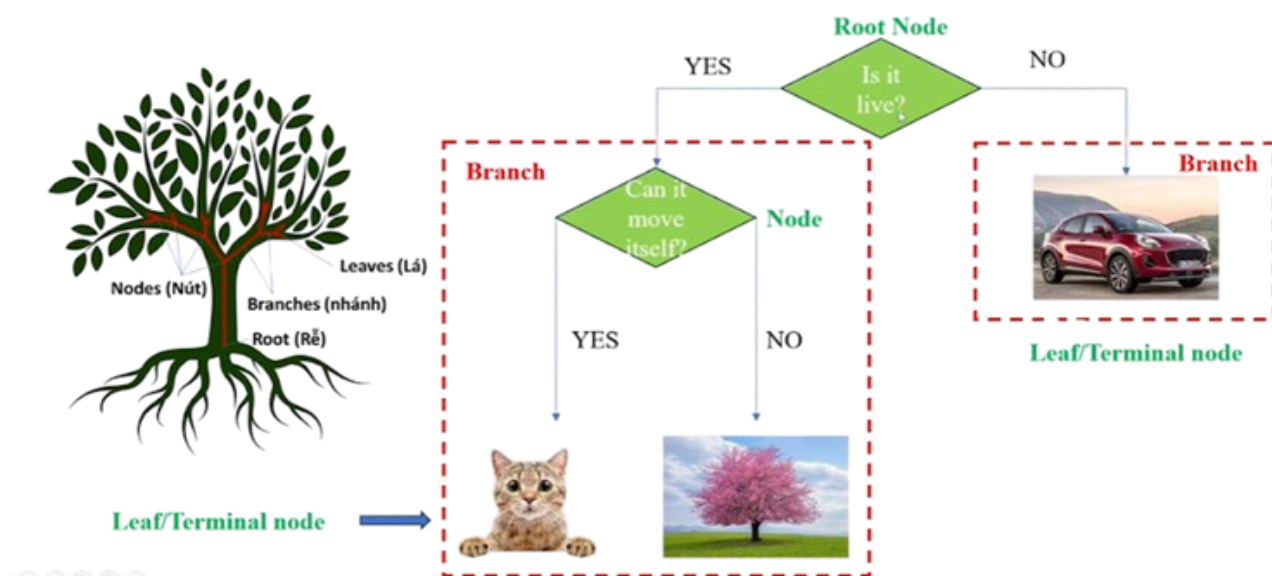 Root Node
YES
NO
Is it
live?
Branch
Branch
Can it
move
itself?
Node
Leaves (Lá)
Nodes (Nút)
Branches (nhánh)
Root (Rễ)
YES
NO
Leaf/Terminal node
Leaf/Terminal node